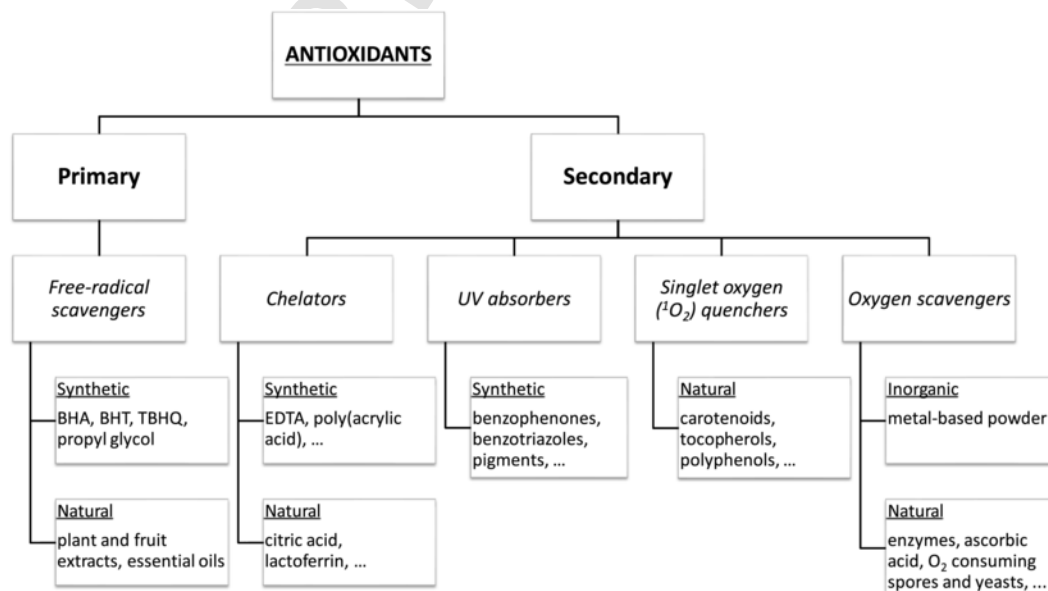 ANTIOXIDANTS
Primary
Secondary
Free-radical
scavengers
Chelators
UV absorbers
Singlet oxygen
(¹O₂) quenchers
Oxygen scavengers
Synthetic
BHA, BHT, TBHQ,
propyl glycol
Natural
plant and fruit
extracts, essential oils
Synthetic
EDTA, poly(acrylic
acid), ...
Natural
citric acid,
lactoferrin, ...
Synthetic
benzophenones,
benzotriazoles,
pigments, ...
Natural
carotenoids,
tocopherols,
polyphenols, ...
Inorganic
metal-based powder
Natural
enzymes, ascorbic
acid, O₂ consuming
spores and yeasts, ...